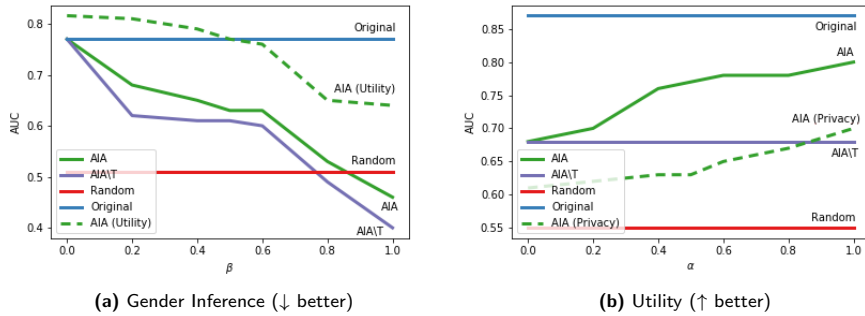 0.8
0.7
0.6
0.5
0.4
AUC
0.0 0.2 0.4 0.6 0.8 1.0
β
Original
AIA (Utility)
Random
AIA
AIA\T
AIA
AIA\T
Random
Original
AIA (Utility)
(a) Gender Inference (↓ better)
0.85
0.80
0.75
0.70
0.65
0.60
0.55
AUC
0.0 0.2 0.4 0.6 0.8 1.0
α
Original
AIA
AIA (Privacy)
AIA\T
Random
AIA
AIA\T
Random
Original
AIA (Privacy)
(b) Utility (↑ better)